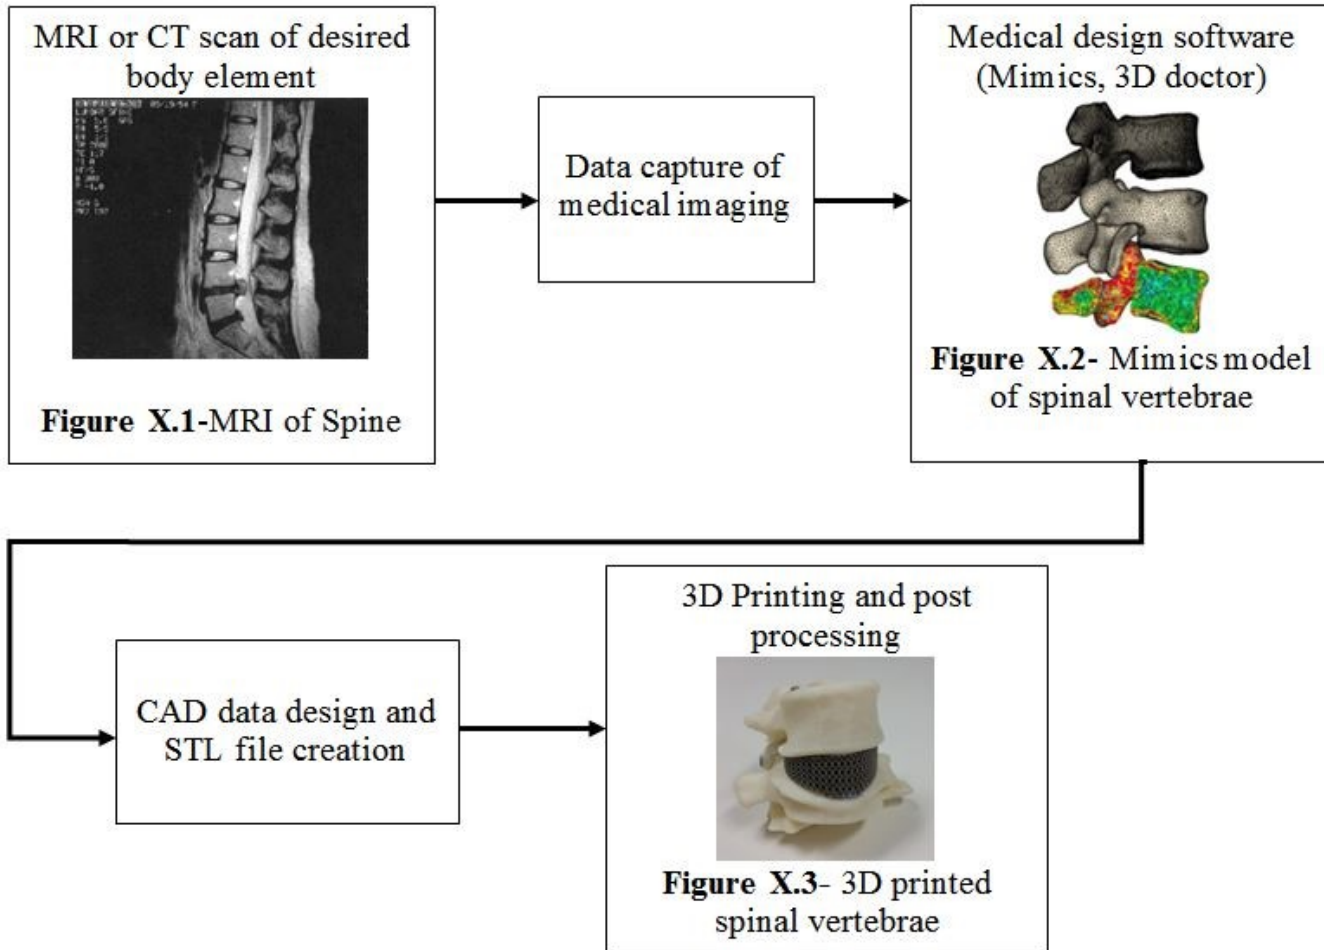 MRI or CT scan of desired
body element
Figure X.1-MRI of Spine
Data capture of
medical imaging
Medical design software
(Mimics, 3D doctor)
Figure X.2- Mimics model
of spinal vertebrae
CAD data design and
STL file creation
3D Printing and post
processing
Figure X.3- 3D printed
spinal vertebrae